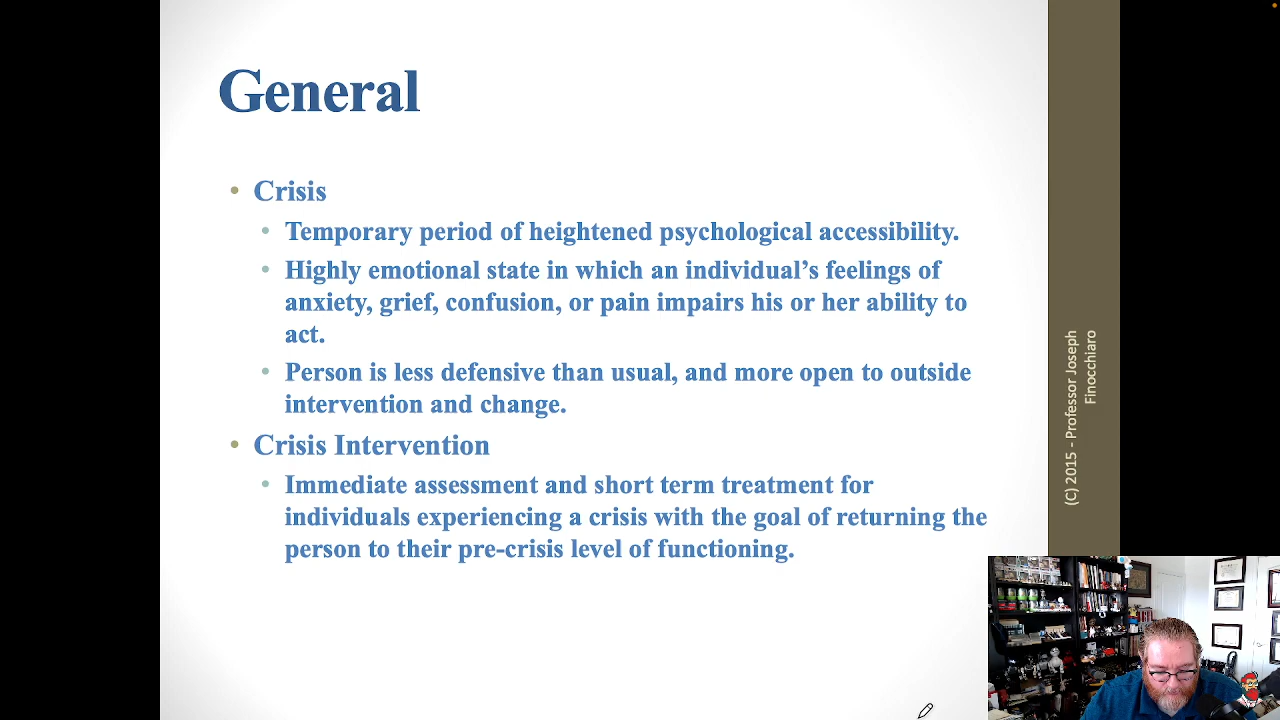 General
Crisis
Temporary period of heightened psychological accessibility.
Highly emotional state in which an individual’s feelings of
anxiety, grief, confusion, or pain impairs his or her ability to
act.
Person is less defensive than usual, and more open to outside
intervention and change.
Crisis Intervention
Immediate assessment and short term treatment for
individuals experiencing a crisis with the goal of returning the
person to their pre-crisis level of functioning.
(C) 2015 - Professor Joseph
Finocchiaro